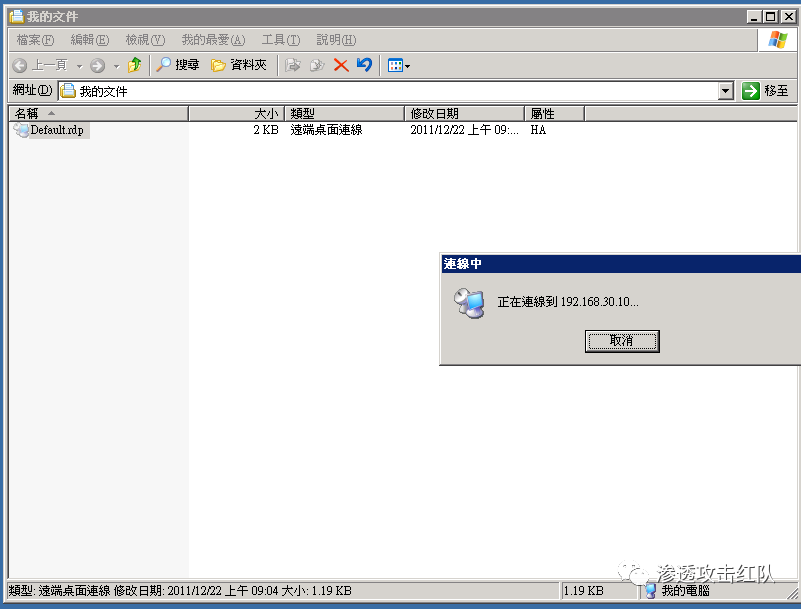 我的文件
檔案(F) 編輯(E) 檢視(V) 我的最愛(A) 工具(T) 說明(H)
上一頁 搜尋 資料夾
網址(D) 我的文件 移至
名稱 大小 類型 修改日期 屬性
Default.rdp 2 KB 遠端桌面連線 2011/12/22 上午 09:... HA
連線中
正在連線到 192.168.30.10...
取消
渗透攻击红队
類型: 遠端桌面連線 修改日期: 2011/12/22 上午 09:04 大小: 1.19 KB 1.19 KB 我的電腦